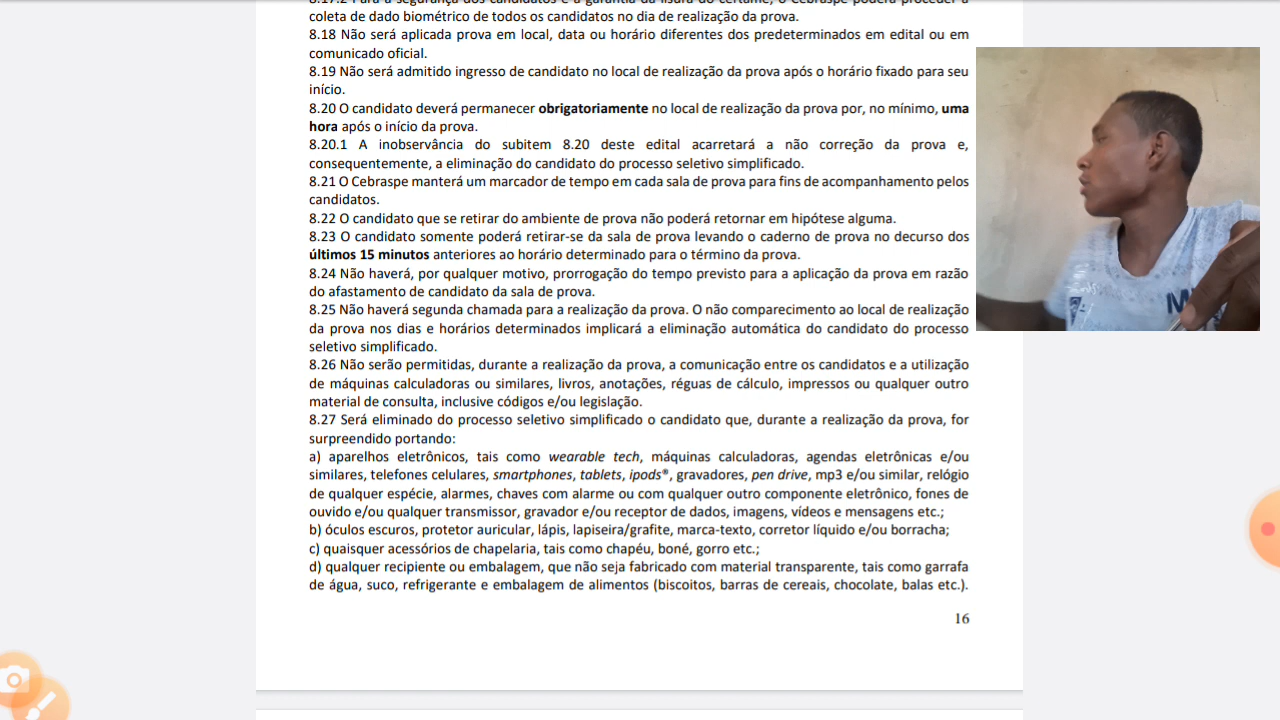 8.17.2 Para a segurança dos candidatos e a garantia da lisura do certame, o Cebraspe poderá proceder à
coleta de dado biométrico de todos os candidatos no dia de realização da prova.
8.18 Não será aplicada prova em local, data ou horário diferentes dos predeterminados em edital ou em
comunicado oficial.
8.19 Não será admitido ingresso de candidato no local de realização da prova após o horário fixado para seu
início.
8.20 O candidato deverá permanecer obrigatoriamente no local de realização da prova por, no mínimo, uma
hora após o início da prova.
8.20.1 A inobservância do subitem 8.20 deste edital acarretará a não correção da prova e,
consequentemente, a eliminação do candidato do processo seletivo simplificado.
8.21 O Cebraspe manterá um marcador de tempo em cada sala de prova para fins de acompanhamento pelos
candidatos.
8.22 O candidato que se retirar do ambiente de prova não poderá retornar em hipótese alguma.
8.23 O candidato somente poderá retirar-se da sala de prova levando o caderno de prova no decurso dos
últimos 15 minutos anteriores ao horário determinado para o término da prova.
8.24 Não haverá, por qualquer motivo, prorrogação do tempo previsto para a aplicação da prova em razão
do afastamento de candidato da sala de prova.
8.25 Não haverá segunda chamada para a realização da prova. O não comparecimento ao local de realização
da prova nos dias e horários determinados implicará a eliminação automática do candidato do processo
seletivo simplificado.
8.26 Não serão permitidas, durante a realização da prova, a comunicação entre os candidatos e a utilização
de máquinas calculadoras ou similares, livros, anotações, réguas de cálculo, impressos ou qualquer outro
material de consulta, inclusive códigos e/ou legislação.
8.27 Será eliminado do processo seletivo simplificado o candidato que, durante a realização da prova, for
surpreendido portando:
a) aparelhos eletrônicos, tais como wearable tech, máquinas calculadoras, agendas eletrônicas e/ou
similares, telefones celulares, smartphones, tablets, ipods®, gravadores, pen drive, mp3 e/ou similar, relógio
de qualquer espécie, alarmes, chaves com alarme ou com qualquer outro componente eletrônico, fones de
ouvido e/ou qualquer transmissor, gravador e/ou receptor de dados, imagens, vídeos e mensagens etc.;
b) óculos escuros, protetor auricular, lápis, lapiseira/grafite, marca-texto, corretor líquido e/ou borracha;
c) quaisquer acessórios de chapelaria, tais como chapéu, boné, gorro etc.;
d) qualquer recipiente ou embalagem, que não seja fabricado com material transparente, tais como garrafa
de água, suco, refrigerante e embalagem de alimentos (biscoitos, barras de cereais, chocolate, balas etc.).
16